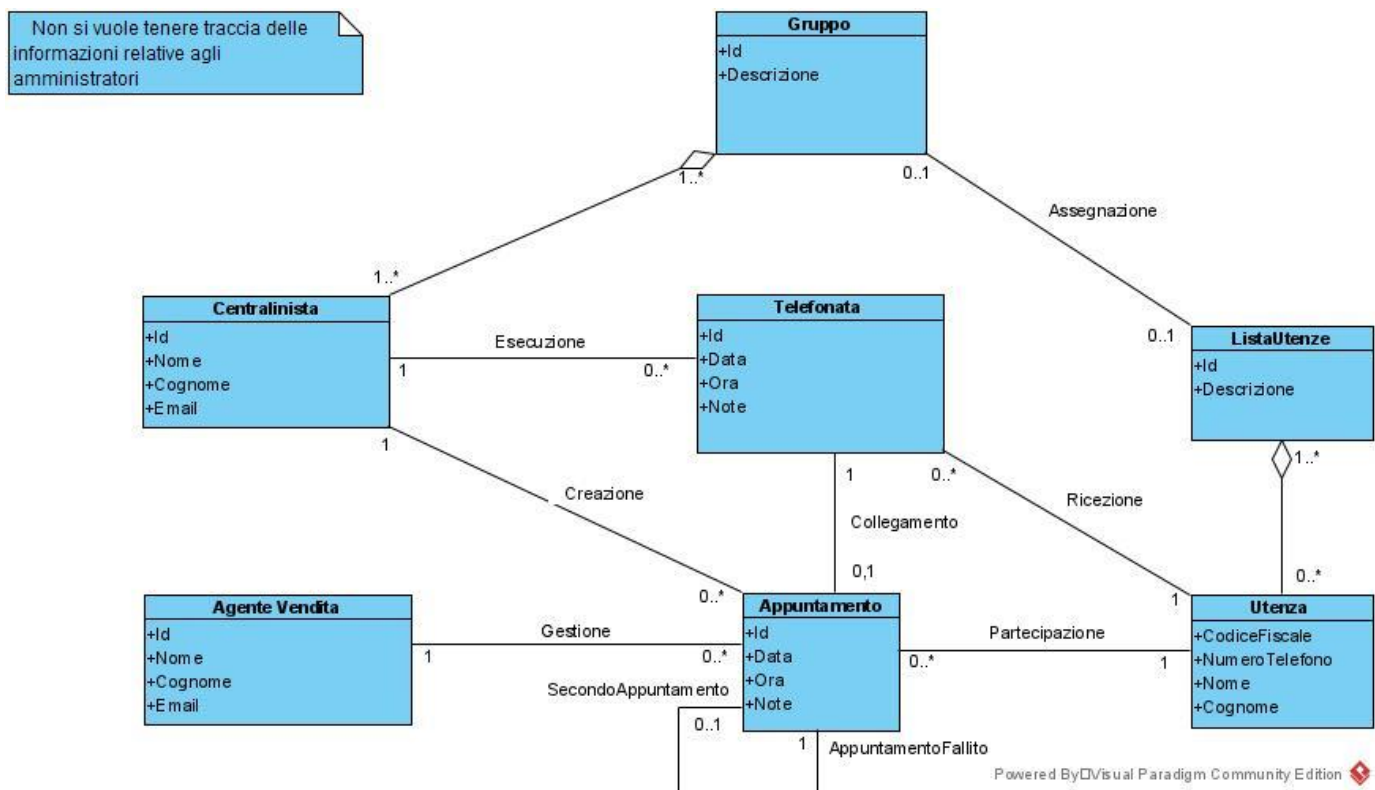 Non si vuole tenere traccia delle
informazioni relative agli
amministratori
Gruppo
+Id
+Descrizione
1..*
0..1
Assegnazione
1..*
0..1
Centralinista
+Id
+Nome
+Cognome
+Email
Esecuzione
1
0..*
Telefonata
+Id
+Data
+Ora
+Note
ListaUtenze
+Id
+Descrizione
1
Creazione
0..*
1
0..*
Collegamento
0,1
Ricezione
1
1..*
0..*
Agente Vendita
+Id
+Nome
+Cognome
+Email
Gestione
1
0..*
Appuntamento
+Id
+Data
+Ora
+Note
Partecipazione
0..*
1
Utenza
+CodiceFiscale
+NumeroTelefono
+Nome
+Cognome
SecondoAppuntamento
0..1
1
AppuntamentoFallito
Powered By□Visual Paradigm Community Edition